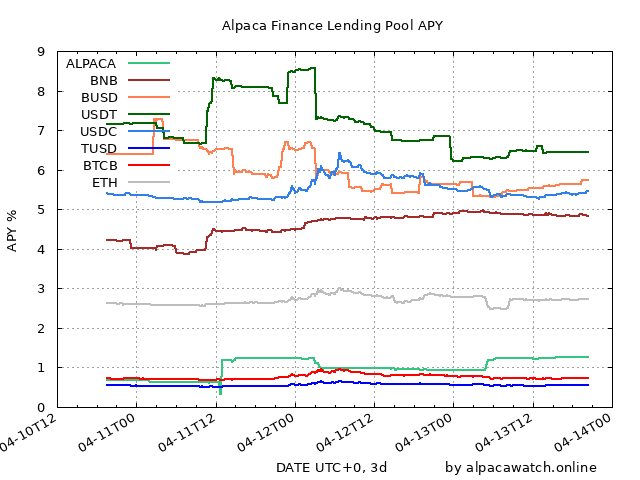 Alpaca Finance Lending Pool APY
9
8
7
6
5
4
3
2
1
0
APY %
ALPACA
BNB
BUSD
USDT
USDC
TUSD
BTCB
ETH
04-10T12
04-11T00
04-11T12
04-12T00
04-12T12
04-13T00
04-13T12
04-14T00
DATE UTC+0, 3d
by alpacawatch.online